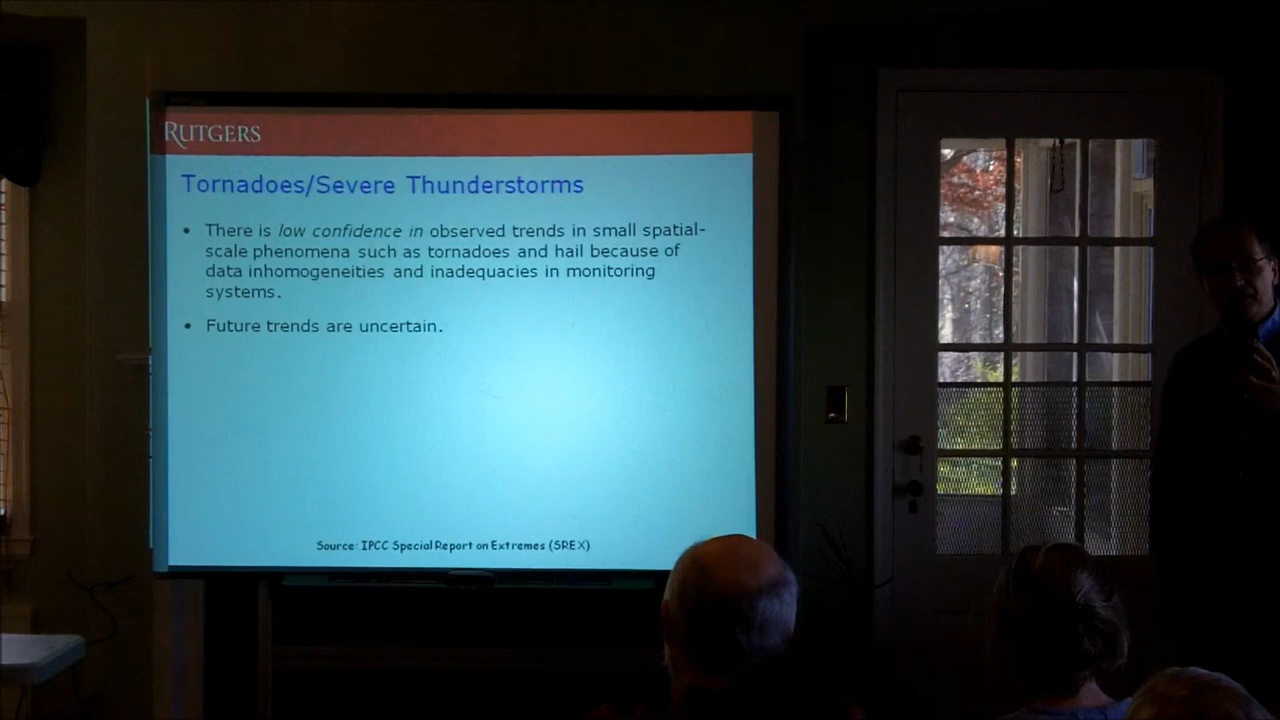 RUTGERS
Tornadoes/Severe Thunderstorms
• There is low confidence in observed trends in small spatial-
scale phenomena such as tornadoes and hail because of
data inhomogeneities and inadequacies in monitoring
systems.
• Future trends are uncertain.
Source: IPCC Special Report on Extremes (SREX)